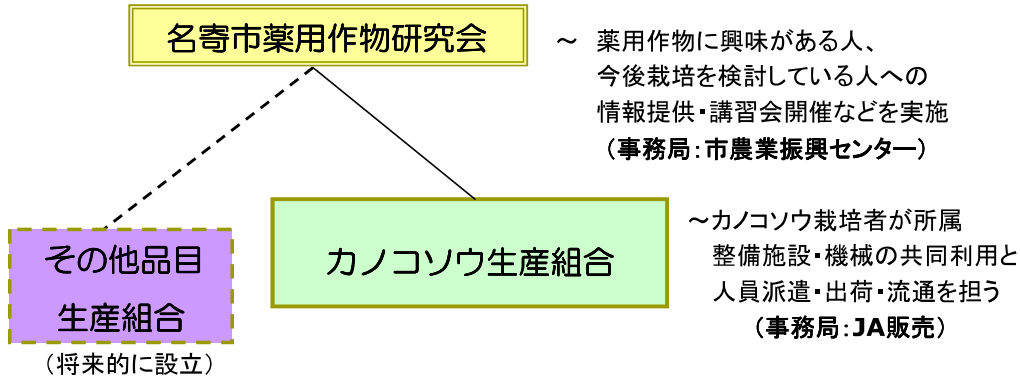 名寄市薬用作物研究会
～ 薬用作物に興味がある人、
今後栽培を検討している人への
情報提供・講習会開催などを実施
（事務局：市農業振興センター）
カノコソウ生産組合
～カノコソウ栽培者が所属
整備施設・機械の共同利用と
人員派遣・出荷・流通を担う
（事務局：JA販売）
その他品目
生産組合
（将来的に設立）